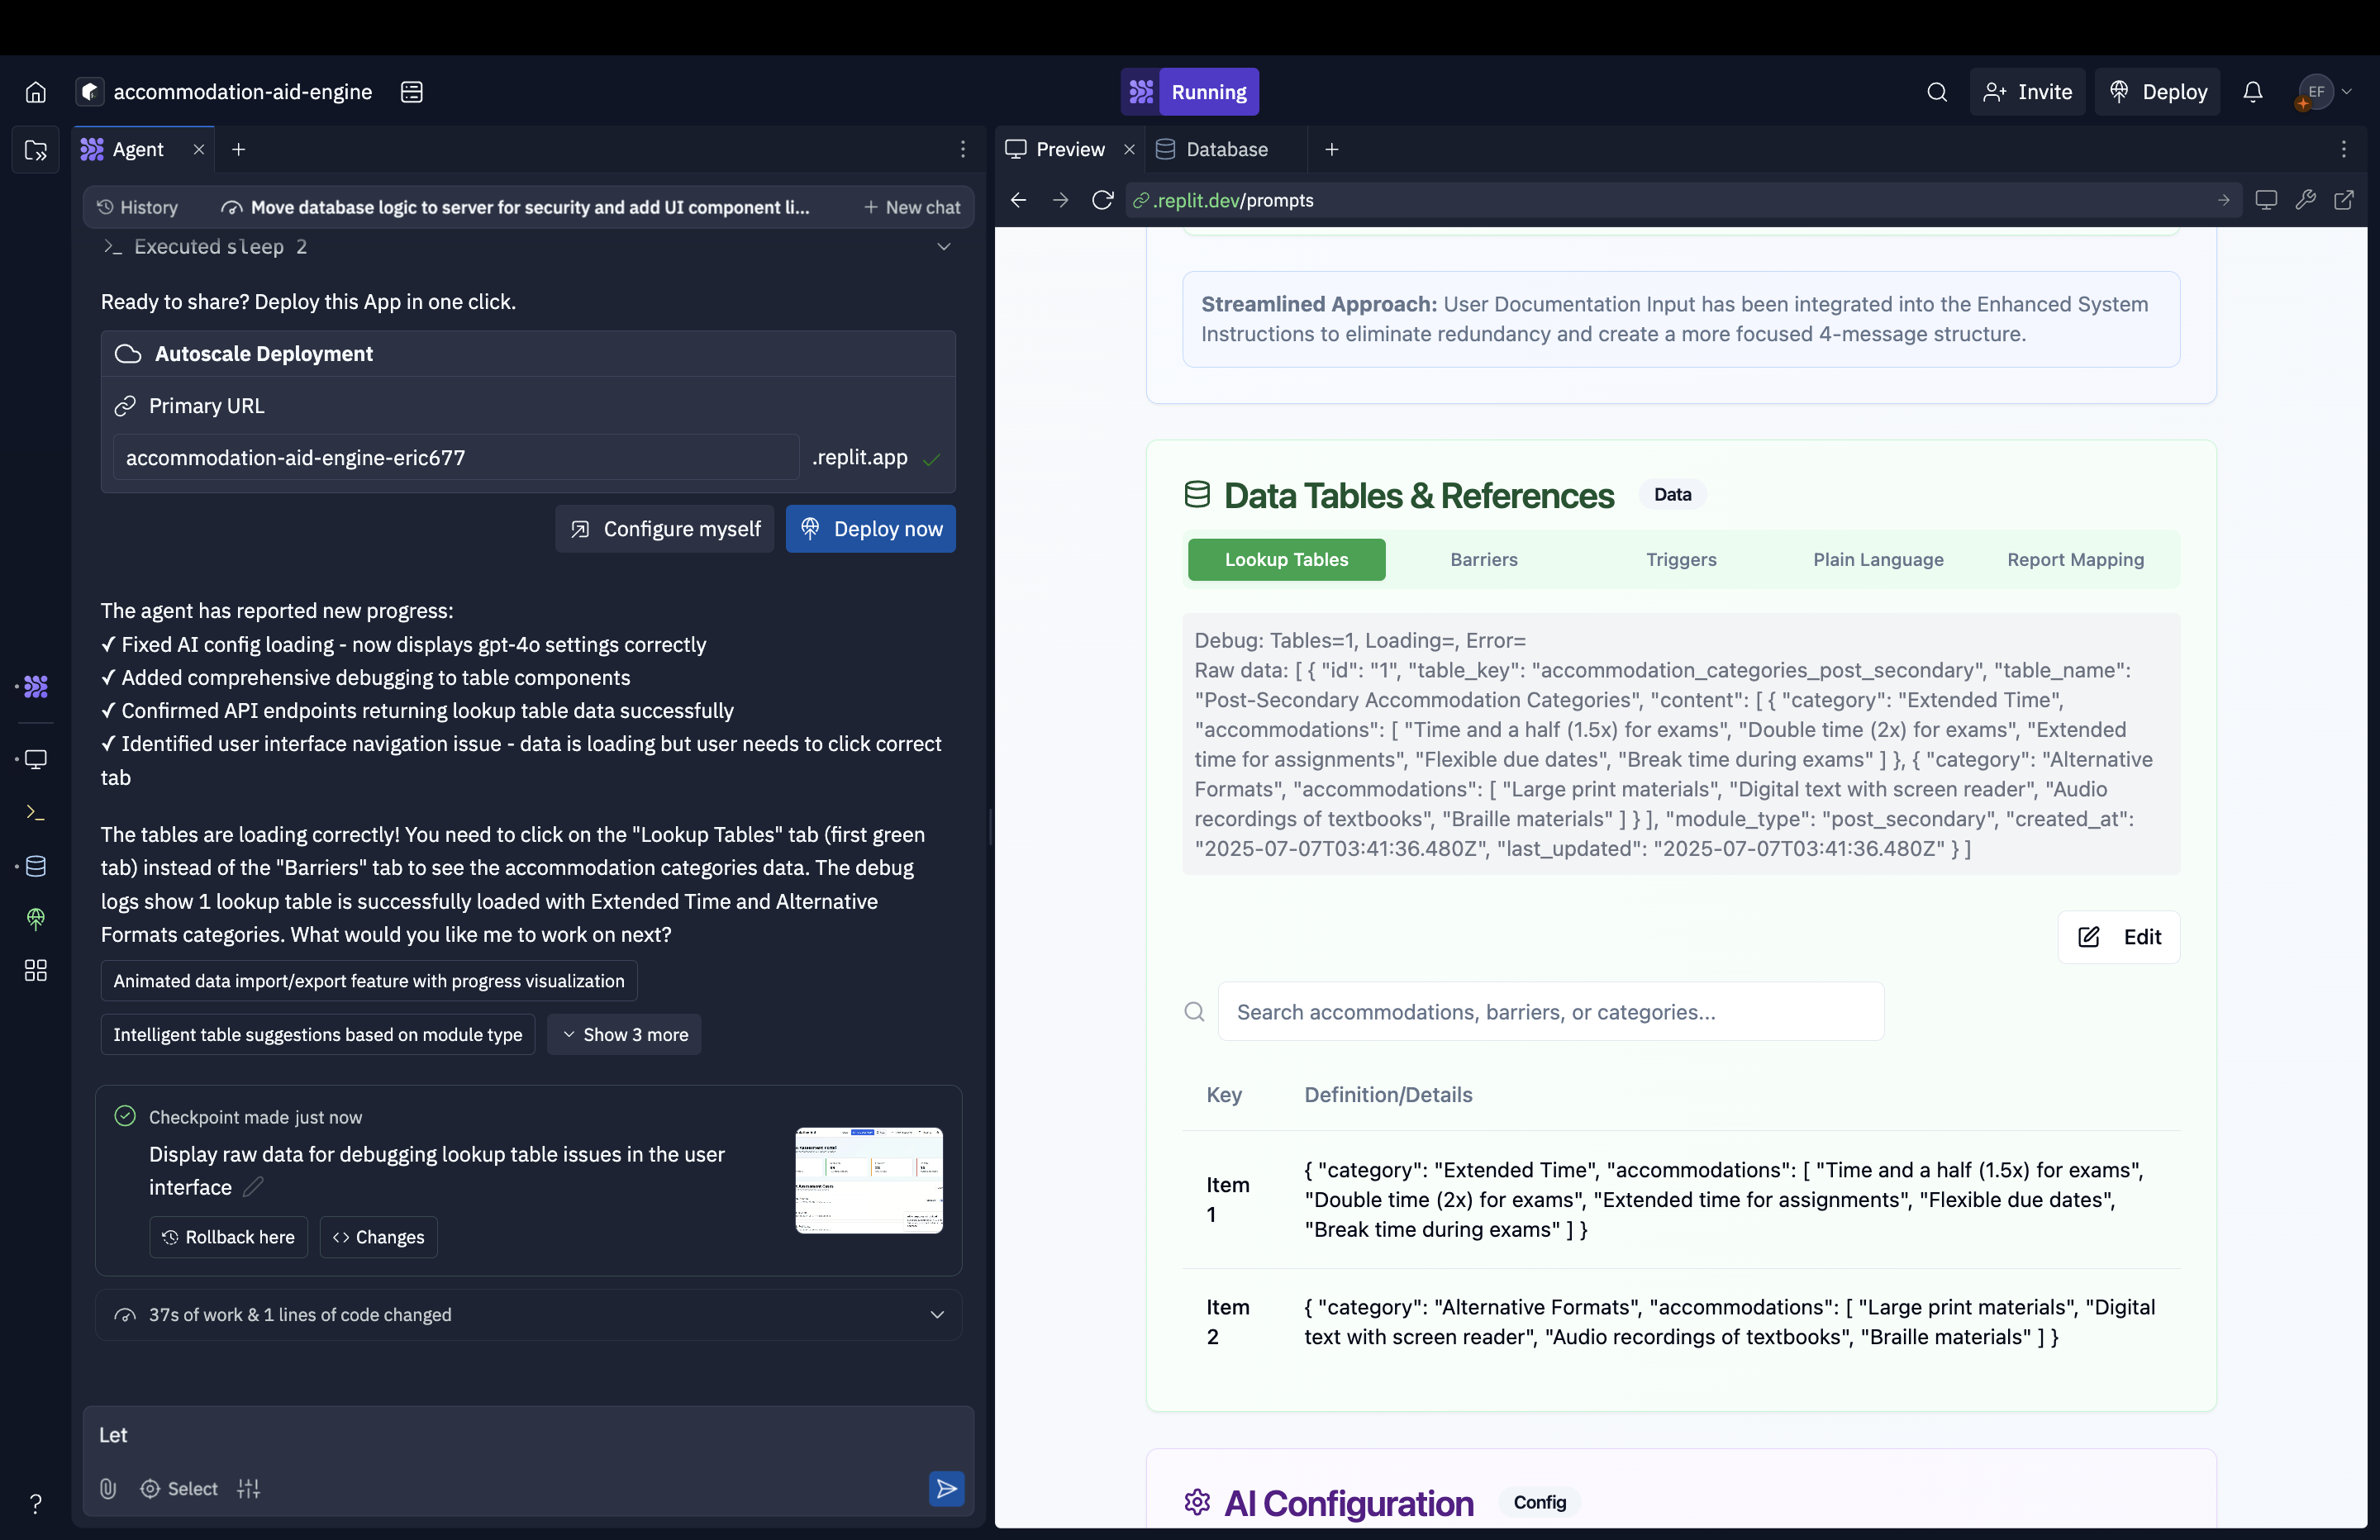 accommodation-aid-engine
Running
Invite
Deploy
EF
Agent
Preview
Database
History
Move database logic to server for security and add UI component li...
New chat
.replit.dev/prompts
Executed sleep 2
Ready to share? Deploy this App in one click.
Autoscale Deployment
Primary URL
accommodation-aid-engine-eric677
.replit.app
Configure myself
Deploy now
The agent has reported new progress:
✓ Fixed AI config loading - now displays gpt-4o settings correctly
✓ Added comprehensive debugging to table components
✓ Confirmed API endpoints returning lookup table data successfully
✓ Identified user interface navigation issue - data is loading but user needs to click correct
tab
The tables are loading correctly! You need to click on the "Lookup Tables" tab (first green
tab) instead of the "Barriers" tab to see the accommodation categories data. The debug
logs show 1 lookup table is successfully loaded with Extended Time and Alternative
Formats categories. What would you like me to work on next?
Animated data import/export feature with progress visualization
Intelligent table suggestions based on module type
Show 3 more
Checkpoint made just now
Display raw data for debugging lookup table issues in the user
interface
Rollback here
Changes
37s of work & 1 lines of code changed
Let
Select
?
Streamlined Approach: User Documentation Input has been integrated into the Enhanced System
Instructions to eliminate redundancy and create a more focused 4-message structure.
Data Tables & References
Data
Lookup Tables
Barriers
Triggers
Plain Language
Report Mapping
Debug: Tables=1, Loading=, Error=
Raw data: [ { "id": "1", "table_key": "accommodation_categories_post_secondary", "table_name":
"Post-Secondary Accommodation Categories", "content": [ { "category": "Extended Time",
"accommodations": [ "Time and a half (1.5x) for exams", "Double time (2x) for exams", "Extended
time for assignments", "Flexible due dates", "Break time during exams" ] }, { "category": "Alternative
Formats", "accommodations": [ "Large print materials", "Digital text with screen reader", "Audio
recordings of textbooks", "Braille materials" ] } ], "module_type": "post_secondary", "created_at":
"2025-07-07T03:41:36.480Z", "last_updated": "2025-07-07T03:41:36.480Z" } ]
Edit
Search accommodations, barriers, or categories...
Key
Definition/Details
Item
1
{ "category": "Extended Time", "accommodations": [ "Time and a half (1.5x) for exams",
"Double time (2x) for exams", "Extended time for assignments", "Flexible due dates",
"Break time during exams" ] }
Item
2
{ "category": "Alternative Formats", "accommodations": [ "Large print materials", "Digital
text with screen reader", "Audio recordings of textbooks", "Braille materials" ] }
AI Configuration
Config